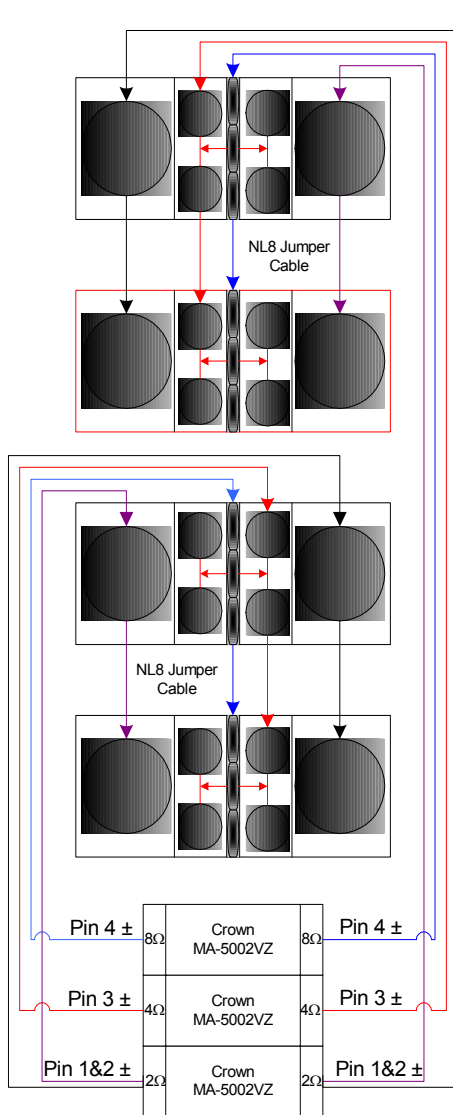 NL8 Jumper
Cable
NL8 Jumper
Cable
Pin 4 ± 8Ω Crown MA-5002VZ 8Ω Pin 4 ±
Pin 3 ± 4Ω Crown MA-5002VZ 4Ω Pin 3 ±
Pin 1&2 ± 2Ω Crown MA-5002VZ 2Ω Pin 1&2 ±